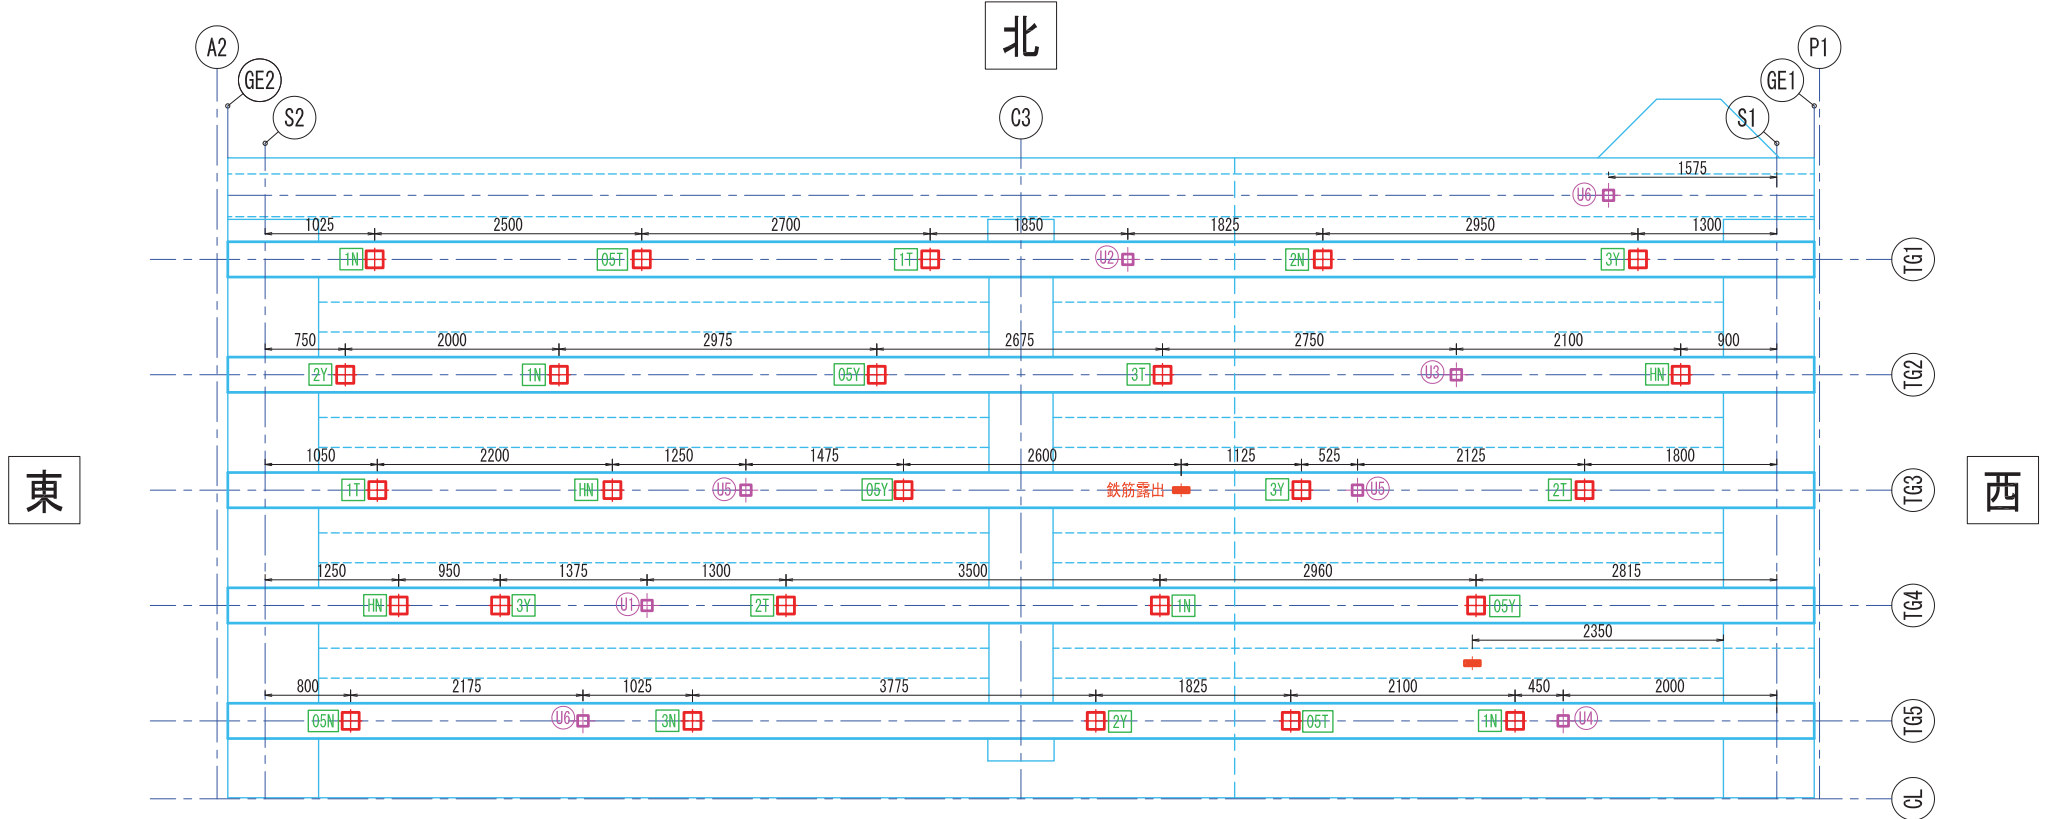 北
A2
P1
GE2
GE1
S2
C3
S1
1575
U6
1025 2500 2700 1850 1825 2950 1300
1N 05T 1T U2 2N 3Y TG1
750 2000 2975 2675 2750 2100 900
2Y 1N 05Y 3T U3 HN TG2
1050 2200 1250 1475 2600 1125 525 2125 1800
東 1T HN U5 05Y 鉄筋露出 3Y U5 2T TG3 西
1250 950 1375 1300 3500 2960 2815
HN 3Y U1 2T 1N 05Y TG4
2350
800 2175 1025 3775 1825 2100 450 2000
05N U6 3N 2Y 05T 1N U4 TG5
CL